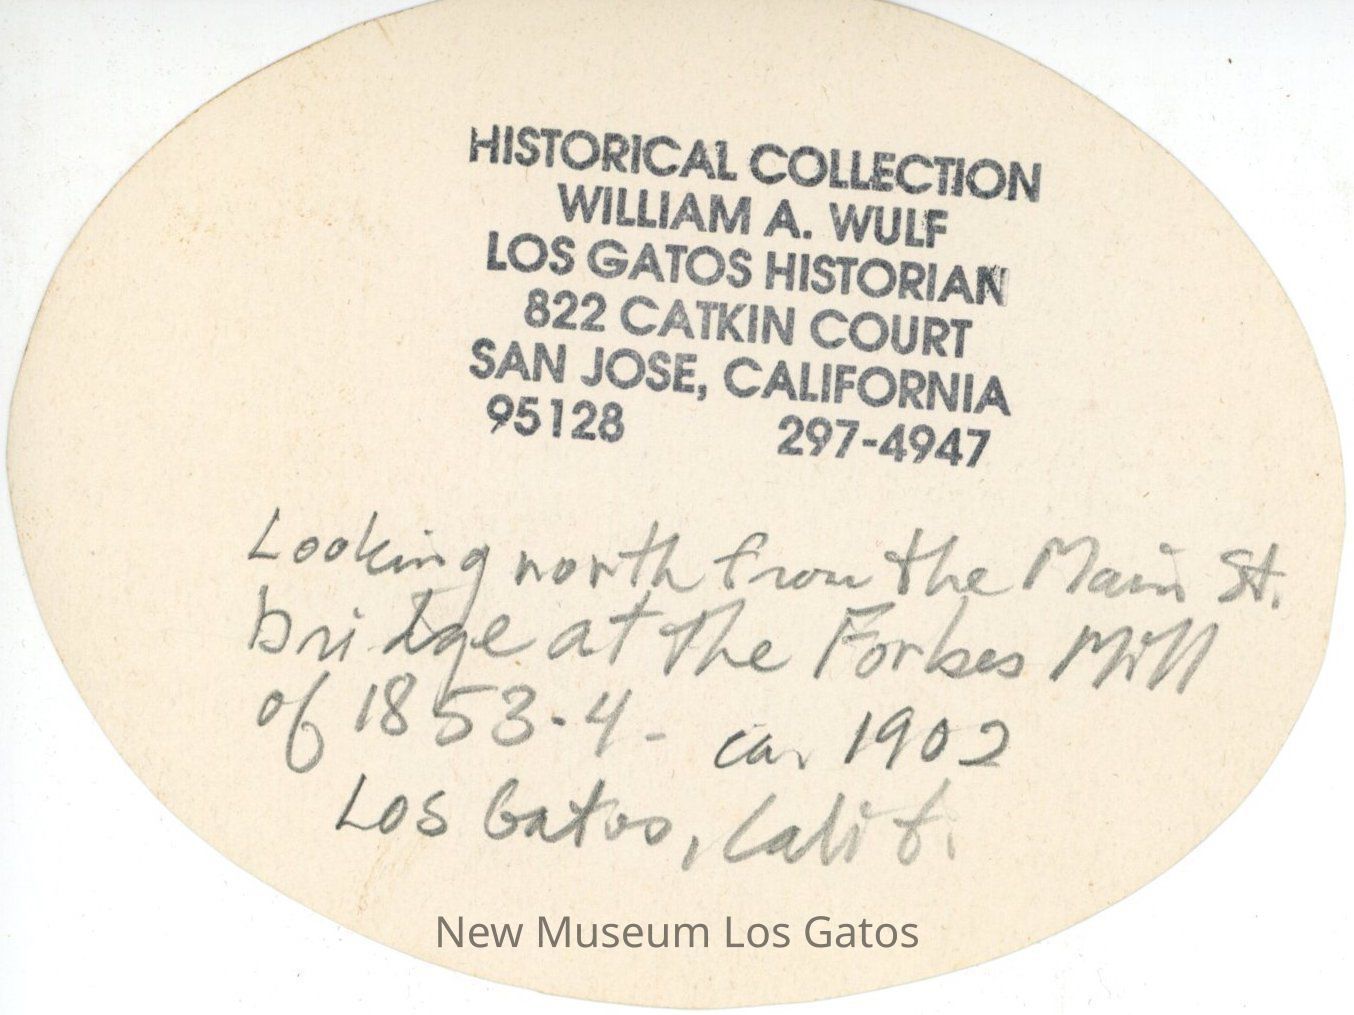 HISTORICAL COLLECTION
WILLIAM A. WULF
LOS GATOS HISTORIAN
822 CATKIN COURT
SAN JOSE, CALIFORNIA
95128 297-4947
Looking north from the Main St.
bridge at the Forbes Mill
of 1853-4- ca. 1902
Los Gatos, Calif.
New Museum Los Gatos